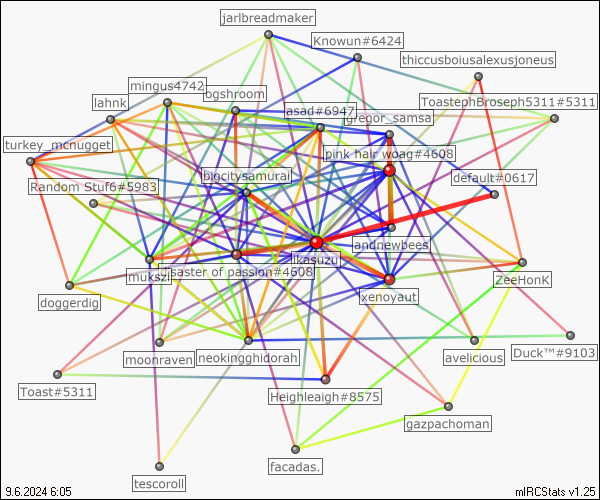 jarlbreadmaker
Knowun#6424
thiccusboiusalexusjoneus
mingus4742
ogshroom
lahnk
asad#6947
gregor_samsa
ToastephBroseph5311#5311
turkey_mcnugget
pink hair woag#4608
bigcitysamurai
default#0617
Random Stuf6#5983
andnewbees
ikasuzu
mukszi
disaster of passion#4608
ZeeHonK
doggerdig
xenoyaut
moonraven
neokingghidorah
avelicious
Duck™#9103
Toast#5311
Heighleaigh#8575
gazpachoman
facadas.
tescoroll
9.6.2024 6:05
mIRCStats v1.25